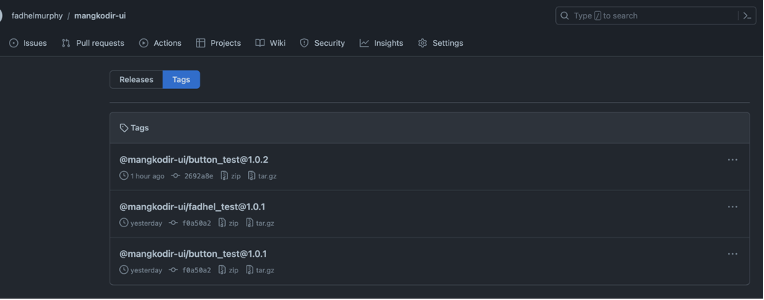 fadhelmurphy / mangkodir-ui
Type / to search
Issues Pull requests Actions Projects Wiki Security Insights Settings
Releases Tags
Tags
@mangkodir-ui/button_test@1.0.2
1 hour ago 2692a8e zip tar.gz
@mangkodir-ui/fadhel_test@1.0.1
yesterday f0a50a2 zip tar.gz
@mangkodir-ui/button_test@1.0.1
yesterday f0a50a2 zip tar.gz